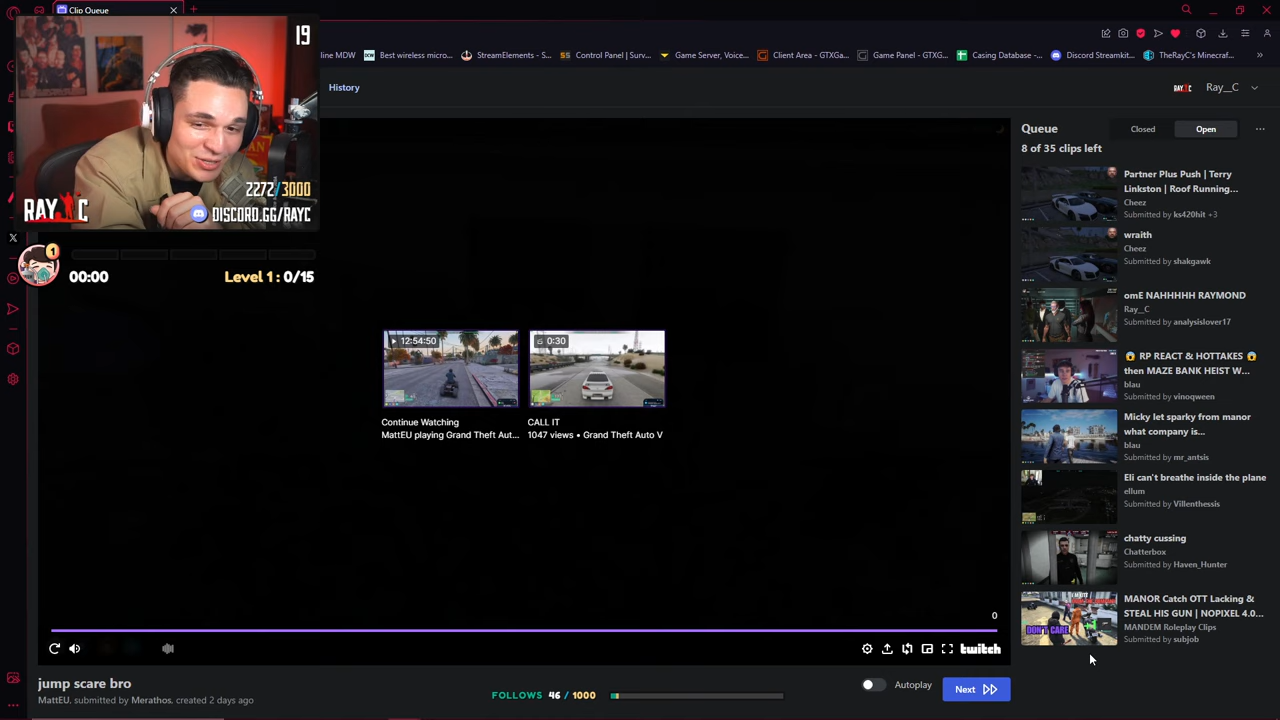 Clip Queue
19
nline MDW
Best wireless micro...
StreamElements - S...
Control Panel | Surv...
Game Server, Voice...
Client Area - GTXGa...
Game Panel - GTXG...
Casing Database -...
Discord Streamkit...
TheRayC's Minecraf...
History
Ray__C
RAY C
2272/3000
DISCORD.GG/RAYC
1
00:00
Level 1 : 0/15
Queue
Closed
Open
8 of 35 clips left
Partner Plus Push | Terry
Linkston | Roof Running...
Cheez
Submitted by ks420hit +3
wraith
Cheez
Submitted by shakgawk
omE NAHHHHH RAYMOND
Ray__C
Submitted by analysislover17
😱 RP REACT & HOTTAKES 😱
then MAZE BANK HEIST W...
blau
Submitted by vinoqween
Micky let sparky from manor
what company is...
blau
Submitted by mr_antsis
Eli can't breathe inside the plane
ellum
Submitted by Villenthessis
chatty cussing
Chatterbox
Submitted by Haven_Hunter
DON'T CARE
MANOR Catch OTT Lacking &
STEAL HIS GUN | NOPIXEL 4.0...
MANDEM Roleplay Clips
Submitted by subjob
12:54:50
0:30
Continue Watching
MattEU playing Grand Theft Aut...
CALL IT
1047 views • Grand Theft Auto V
0
twitch
jump scare bro
MattEU, submitted by Merathos, created 2 days ago
FOLLOWS 46 / 1000
Autoplay
Next